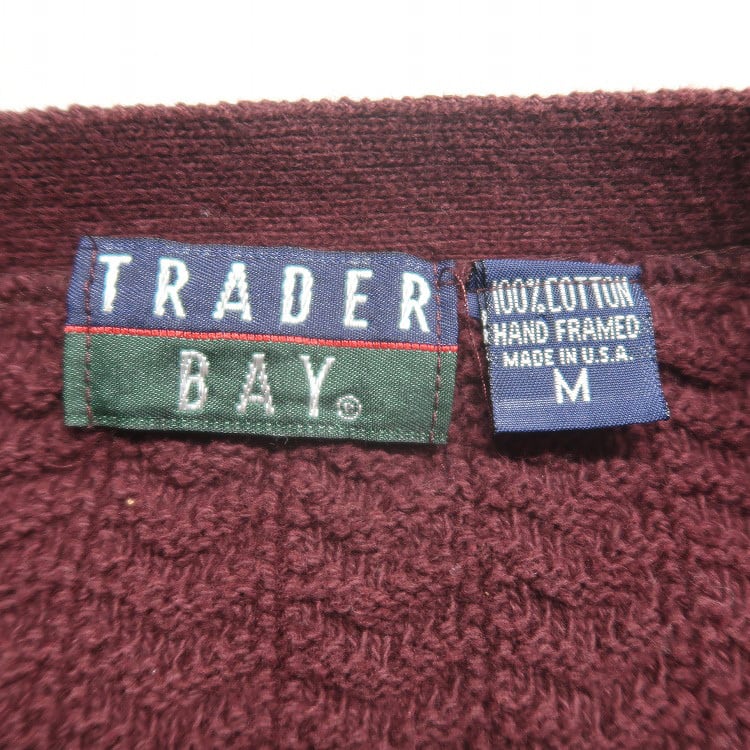 TRADER
BAY®
100% COTTON
HAND FRAMED
MADE IN U.S.A.
M